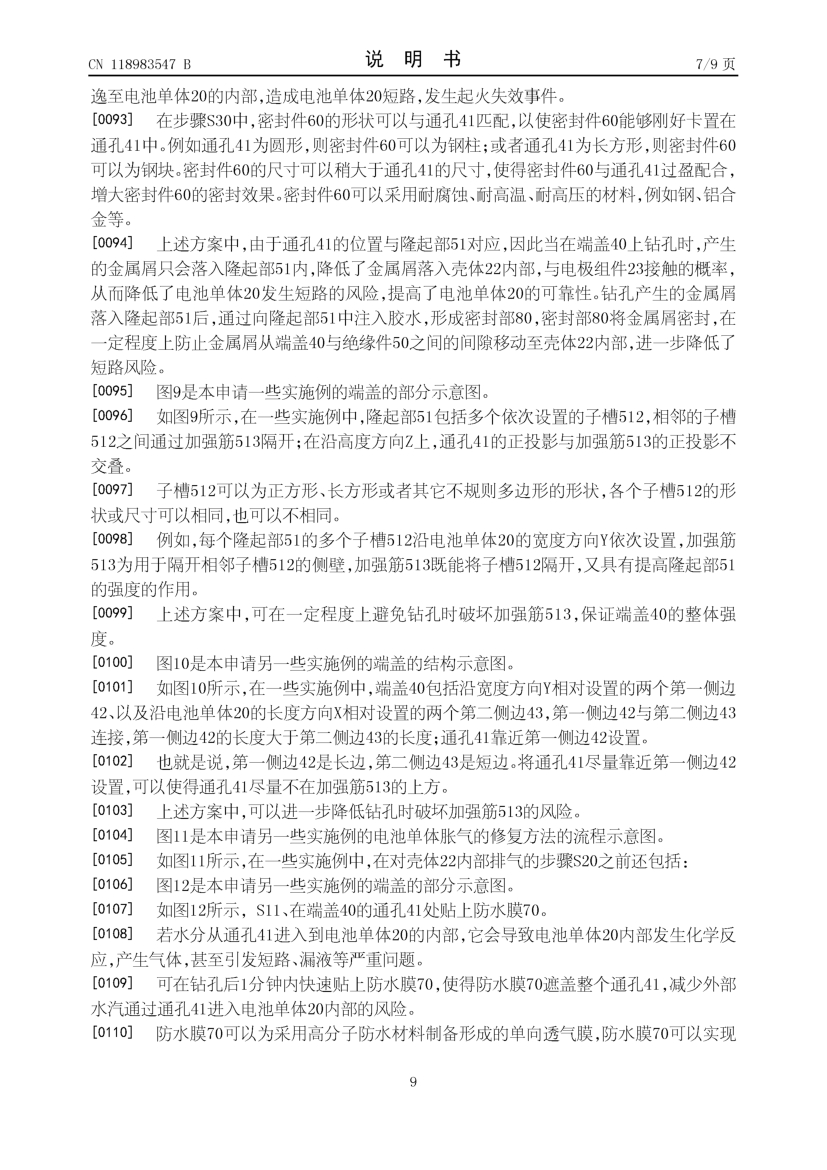 CN 118983547 B
说明书
7/9 页
逸至电池单体20的内部,造成电池单体20短路,发生起火失效事件。
[0093] 在步骤S30中,密封件60的形状可以与通孔41匹配,以使密封件60能够刚好卡置在
通孔41中。例如通孔41为圆形,则密封件60可以为钢柱;或者通孔41为长方形,则密封件60
可以为钢块。密封件60的尺寸可以稍大于通孔41的尺寸,使得密封件60与通孔41过盈配合,
增大密封件60的密封效果。密封件60可以采用耐腐蚀、耐高温、耐高压的材料,例如钢、铝合
金等。
[0094] 上述方案中,由于通孔41的位置与隆起部51对应,因此当在端盖40上钻孔时,产生
的金属屑只会落入隆起部51内,降低了金属屑落入壳体22内部,与电极组件23接触的概率,
从而降低了电池单体20发生短路的风险,提高了电池单体20的可靠性。钻孔产生的金属屑
落入隆起部51后,通过向隆起部51中注入胶水,形成密封部80,密封部80将金属屑密封,在
一定程度上防止金属屑从端盖40与绝缘件50之间的间隙移动至壳体22内部,进一步降低了
短路风险。
[0095] 图9是本申请一些实施例的端盖的部分示意图。
[0096] 如图9所示,在一些实施例中,隆起部51包括多个依次设置的子槽512,相邻的子槽
512之间通过加强筋513隔开;在沿高度方向Z上,通孔41的正投影与加强筋513的正投影不
交叠。
[0097] 子槽512可以为正方形、长方形或者其它不规则多边形的形状,各个子槽512的形
状或尺寸可以相同,也可以不相同。
[0098] 例如,每个隆起部51的多个子槽512沿电池单体20的宽度方向Y依次设置,加强筋
513为用于隔开相邻子槽512的侧壁,加强筋513既能将子槽512隔开,又具有提高隆起部51
的强度的作用。
[0099] 上述方案中,可在一定程度上避免钻孔时破坏加强筋513,保证端盖40的整体强
度。
[0100] 图10是本申请另一些实施例的端盖的结构示意图。
[0101] 如图10所示,在一些实施例中,端盖40包括沿宽度方向Y相对设置的两个第一侧边
42、以及沿电池单体20的长度方向X相对设置的两个第二侧边43,第一侧边42与第二侧边43
连接,第一侧边42的长度大于第二侧边43的长度;通孔41靠近第一侧边42设置。
[0102] 也就是说,第一侧边42是长边,第二侧边43是短边。将通孔41尽量靠近第一侧边42
设置,可以使得通孔41尽量不在加强筋513的上方。
[0103] 上述方案中,可以进一步降低钻孔时破坏加强筋513的风险。
[0104] 图11是本申请另一些实施例的电池单体胀气的修复方法的流程示意图。
[0105] 如图11所示,在一些实施例中,在对壳体22内部排气的步骤S20之前还包括:
[0106] 图12是本申请另一些实施例的端盖的部分示意图。
[0107] 如图12所示, S11、在端盖40的通孔41处贴上防水膜70。
[0108] 若水分从通孔41进入到电池单体20的内部,它会导致电池单体20内部发生化学反
应,产生气体,甚至引发短路、漏液等严重问题。
[0109] 可在钻孔后1分钟内快速贴上防水膜70,使得防水膜70遮盖整个通孔41,减少外部
水汽通过通孔41进入电池单体20内部的风险。
[0110] 防水膜70可以为采用高分子防水材料制备形成的单向透气膜,防水膜70可以实现
9